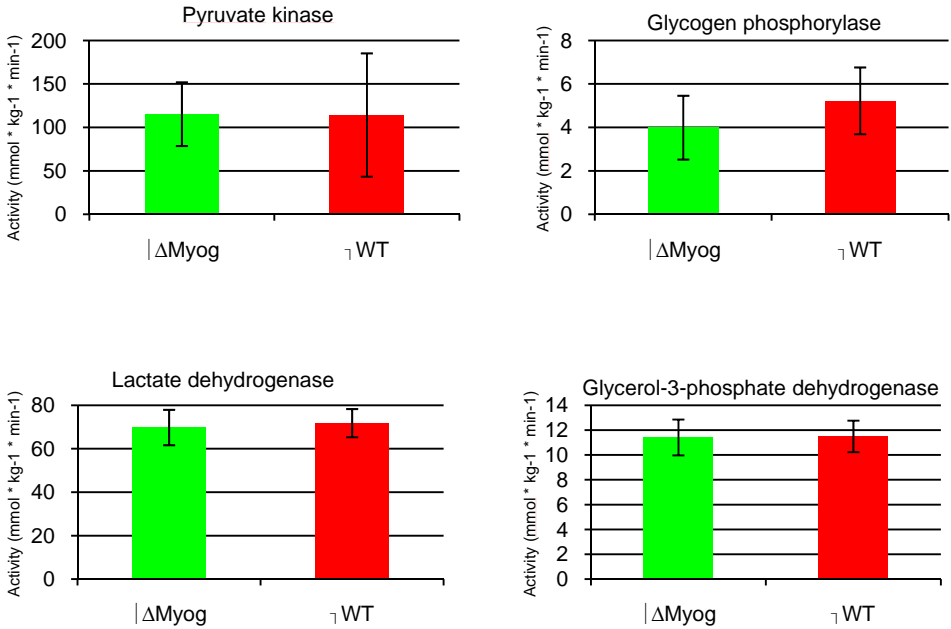 Pyruvate kinase
Activity (mmol * kg-1 * min-1)
200
150
100
50
0
|ΔMyog
┐WT
Glycogen phosphorylase
Activity (mmol * kg-1 * min-1)
8
6
4
2
0
|ΔMyog
┐WT
Lactate dehydrogenase
Activity (mmol * kg-1 * min-1)
80
60
40
20
0
|ΔMyog
┐WT
Glycerol-3-phosphate dehydrogenase
Activity (mmol * kg-1 * min-1)
14
12
10
8
6
4
2
0
|ΔMyog
┐WT